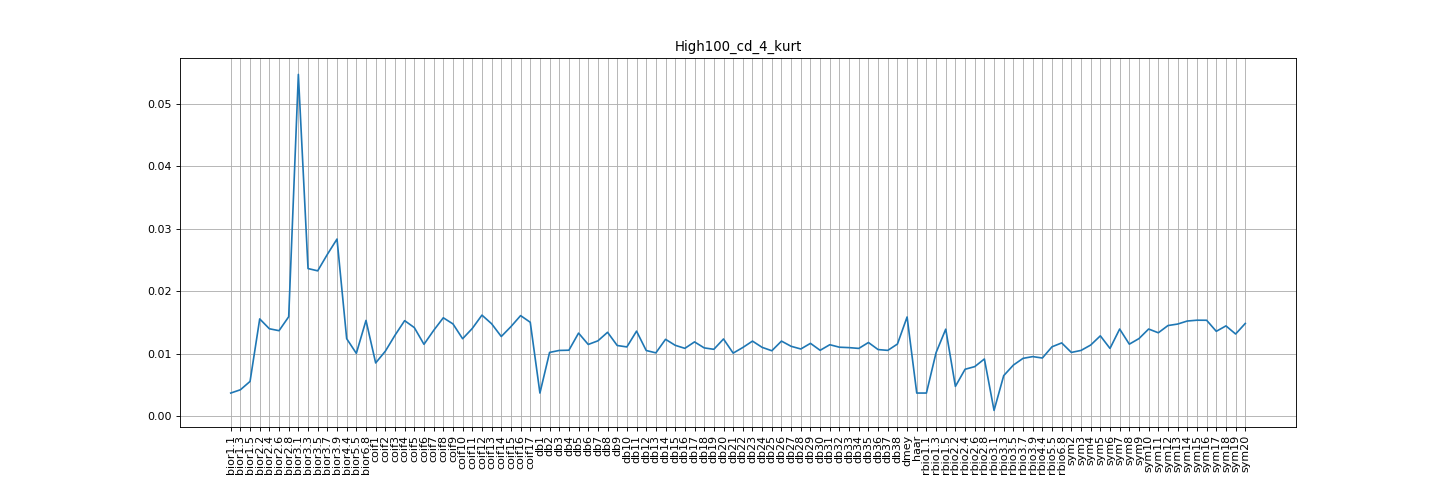 High100_cd_4_kurt
0.05
0.04
0.03
0.02
0.01
0.00
bior1.1
bior1.3
bior1.5
bior2.2
bior2.4
bior2.6
bior2.8
bior3.1
bior3.3
bior3.5
bior3.7
bior3.9
bior4.4
bior5.5
bior6.8
coif1
coif2
coif3
coif4
coif5
coif6
coif7
coif8
coif9
coif10
coif11
coif12
coif13
coif14
coif15
coif16
coif17
db1
db2
db3
db4
db5
db6
db7
db8
db9
db10
db11
db12
db13
db14
db15
db16
db17
db18
db19
db20
db21
db22
db23
db24
db25
db26
db27
db28
db29
db30
db31
db32
db33
db34
db35
db36
db37
db38
dmey
haar
rbio1.1
rbio1.3
rbio1.5
rbio2.2
rbio2.4
rbio2.6
rbio2.8
rbio3.1
rbio3.3
rbio3.5
rbio3.7
rbio3.9
rbio4.4
rbio5.5
rbio6.8
sym2
sym3
sym4
sym5
sym6
sym7
sym8
sym9
sym10
sym11
sym12
sym13
sym14
sym15
sym16
sym17
sym18
sym19
sym20